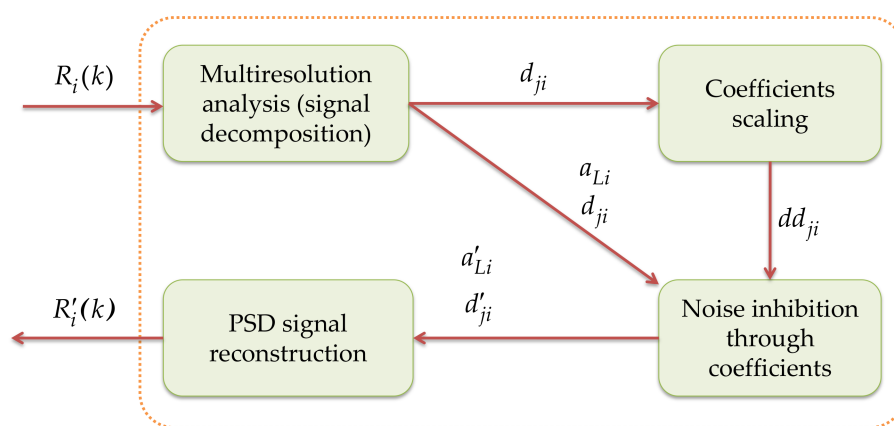 R_i(k)
Multiresolution
analysis (signal
decomposition)
d_ji
Coefficients
scaling
a_Li
d_ji
dd_ji
a′_Li
d′_ji
R′_i(k)
PSD signal
reconstruction
Noise inhibition
through
coefficients